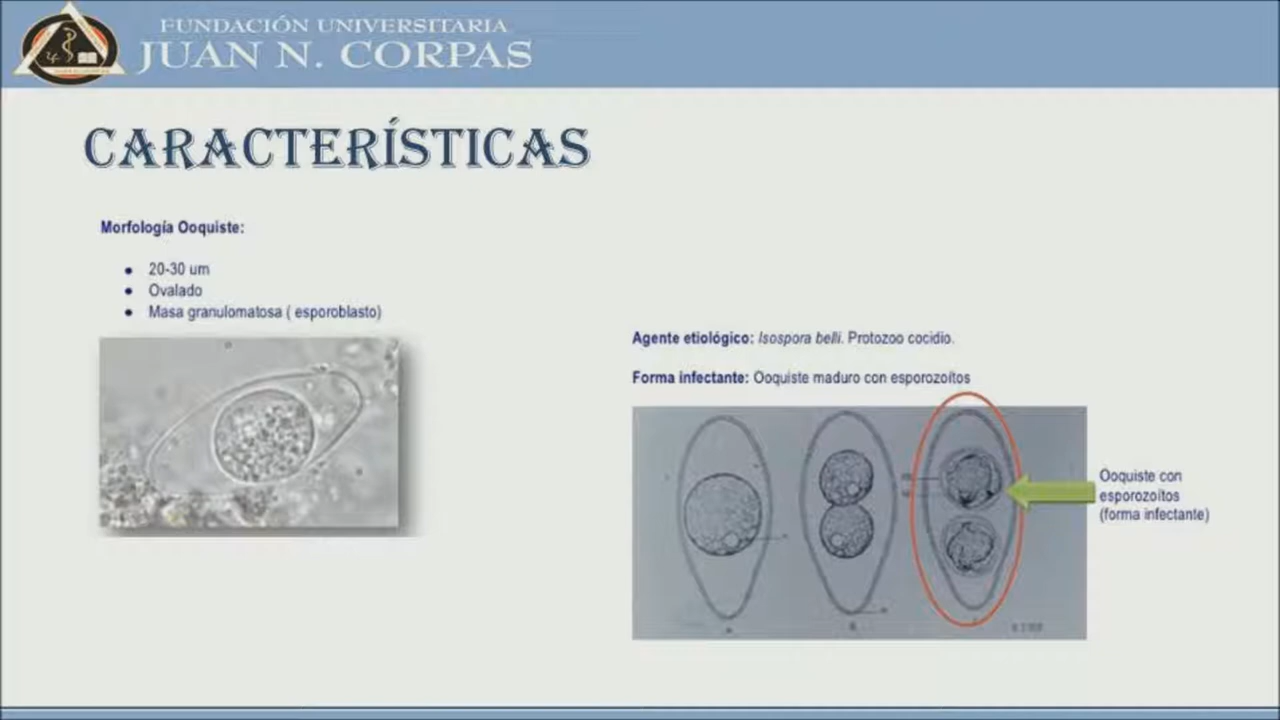 FUNDACIÓN UNIVERSITARIA
JUAN N. CORPAS
CARACTERÍSTICAS
Morfología Ooquiste:
● 20-30 um
● Ovalado
● Masa granulomatosa ( esporoblasto)
Agente etiológico: Isospora belli. Protozoo cocidio.
Forma infectante: Ooquiste maduro con esporozoítos
Ooquiste con
esporozoítos
(forma infectante)